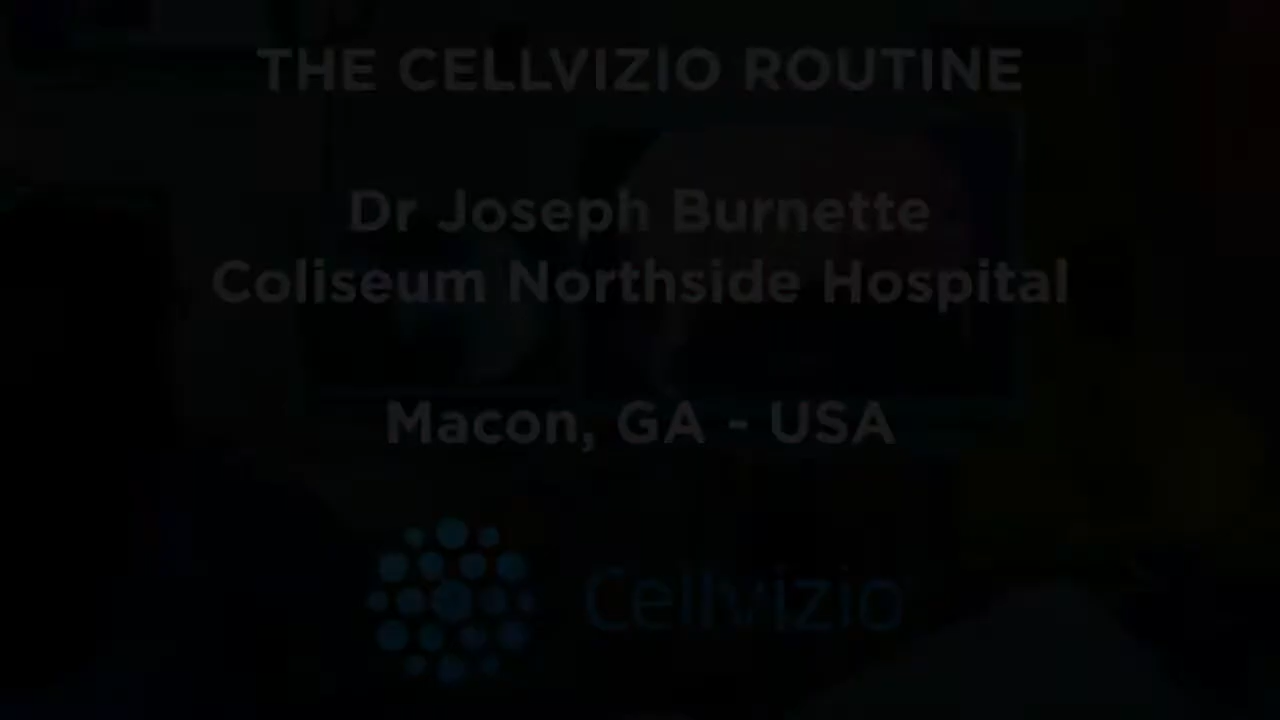 THE CELLVIZIO ROUTINE
Dr Joseph Burnette
Coliseum Northside Hospital
Macon, GA - USA
Cellvizio